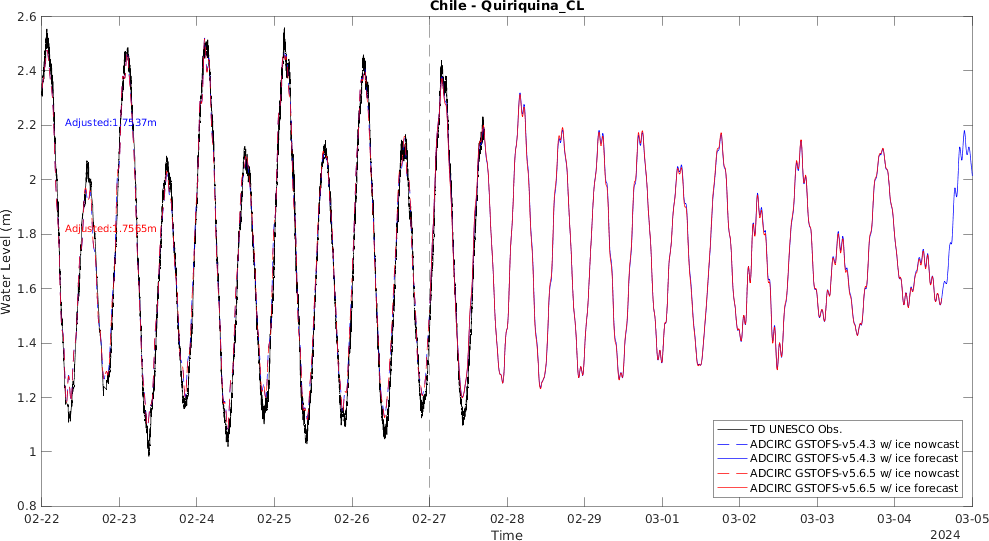 Chile - Quiriquina_CL
2.6
2.4
2.2
2
1.8
1.6
1.4
1.2
1
0.8
Water Level (m)
Adjusted:1.7537m
Adjusted:1.7565m
TD UNESCO Obs.
ADCIRC GSTOFS-v5.4.3 w/ ice nowcast
ADCIRC GSTOFS-v5.4.3 w/ ice forecast
ADCIRC GSTOFS-v5.6.5 w/ ice nowcast
ADCIRC GSTOFS-v5.6.5 w/ ice forecast
02-22 02-23 02-24 02-25 02-26 02-27 02-28 02-29 03-01 03-02 03-03 03-04 03-05
Time
2024